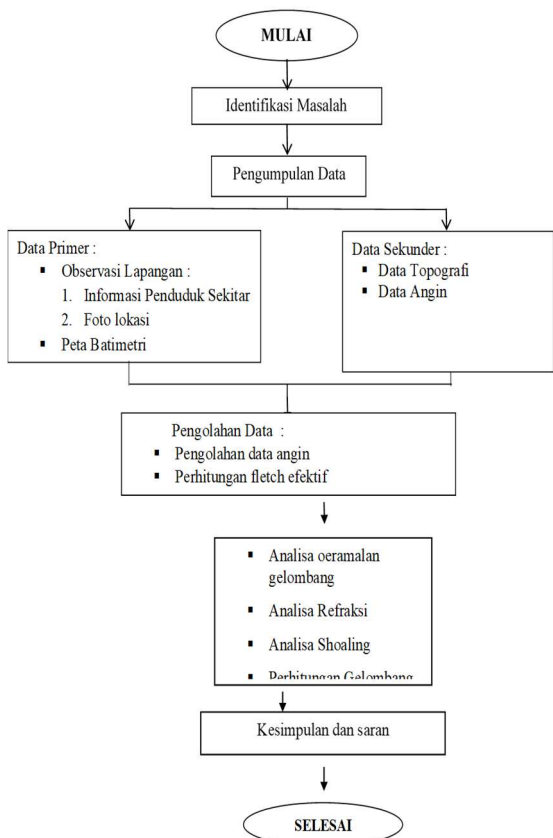 MULAI
Identifikasi Masalah
Pengumpulan Data
Data Primer :
▪ Observasi Lapangan :
1. Informasi Penduduk Sekitar
2. Foto lokasi
▪ Peta Batimetri
Data Sekunder :
▪ Data Topografi
▪ Data Angin
Pengolahan Data :
▪ Pengolahan data angin
▪ Perhitungan fletch efektif
▪ Analisa oeramalan
gelombang
▪ Analisa Refraksi
▪ Analisa Shoaling
▪ Perhitungan Gelombang
Kesimpulan dan saran
SELESAI